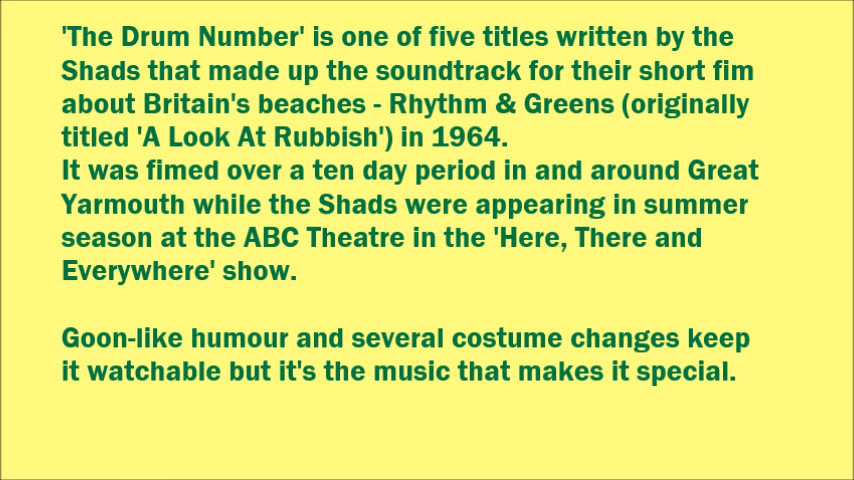 'The Drum Number' is one of five titles written by the
Shads that made up the soundtrack for their short fim
about Britain's beaches - Rhythm & Greens (originally
titled 'A Look At Rubbish') in 1964.
It was fimed over a ten day period in and around Great
Yarmouth while the Shads were appearing in summer
season at the ABC Theatre in the 'Here, There and
Everywhere' show.
Goon-like humour and several costume changes keep
it watchable but it's the music that makes it special.